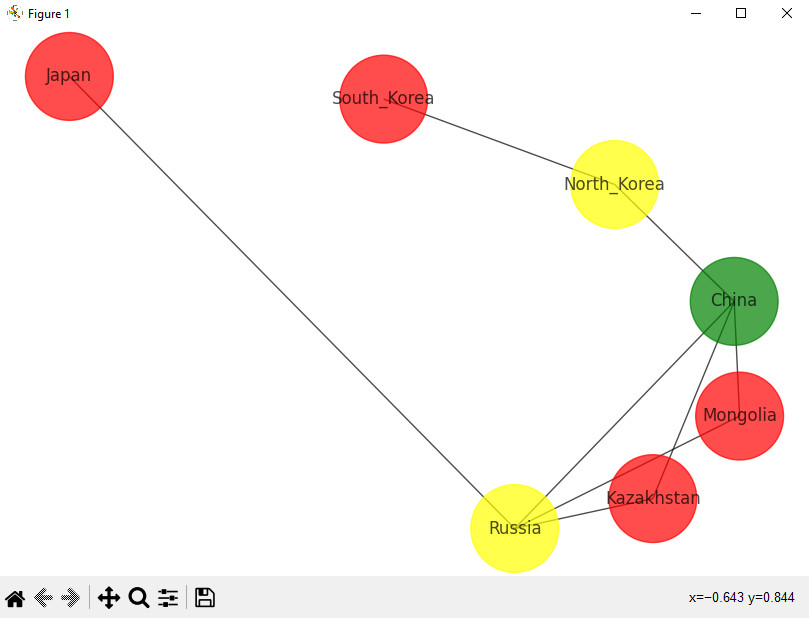 Figure 1
Japan
South_Korea
North_Korea
China
Mongolia
Kazakhstan
Russia
x=−0.643 y=0.844